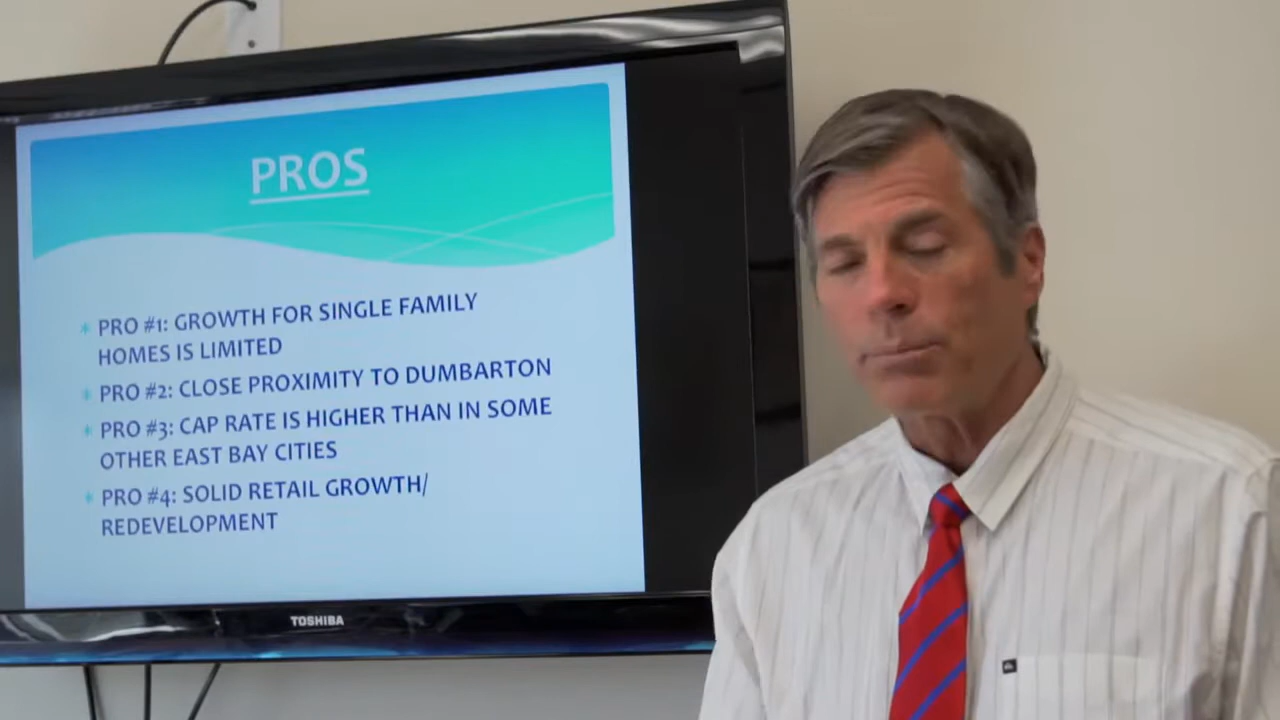 PROS
PRO #1: GROWTH FOR SINGLE FAMILY
HOMES IS LIMITED
PRO #2: CLOSE PROXIMITY TO DUMBARTON
PRO #3: CAP RATE IS HIGHER THAN IN SOME
OTHER EAST BAY CITIES
PRO #4: SOLID RETAIL GROWTH/
REDEVELOPMENT
TOSHIBA